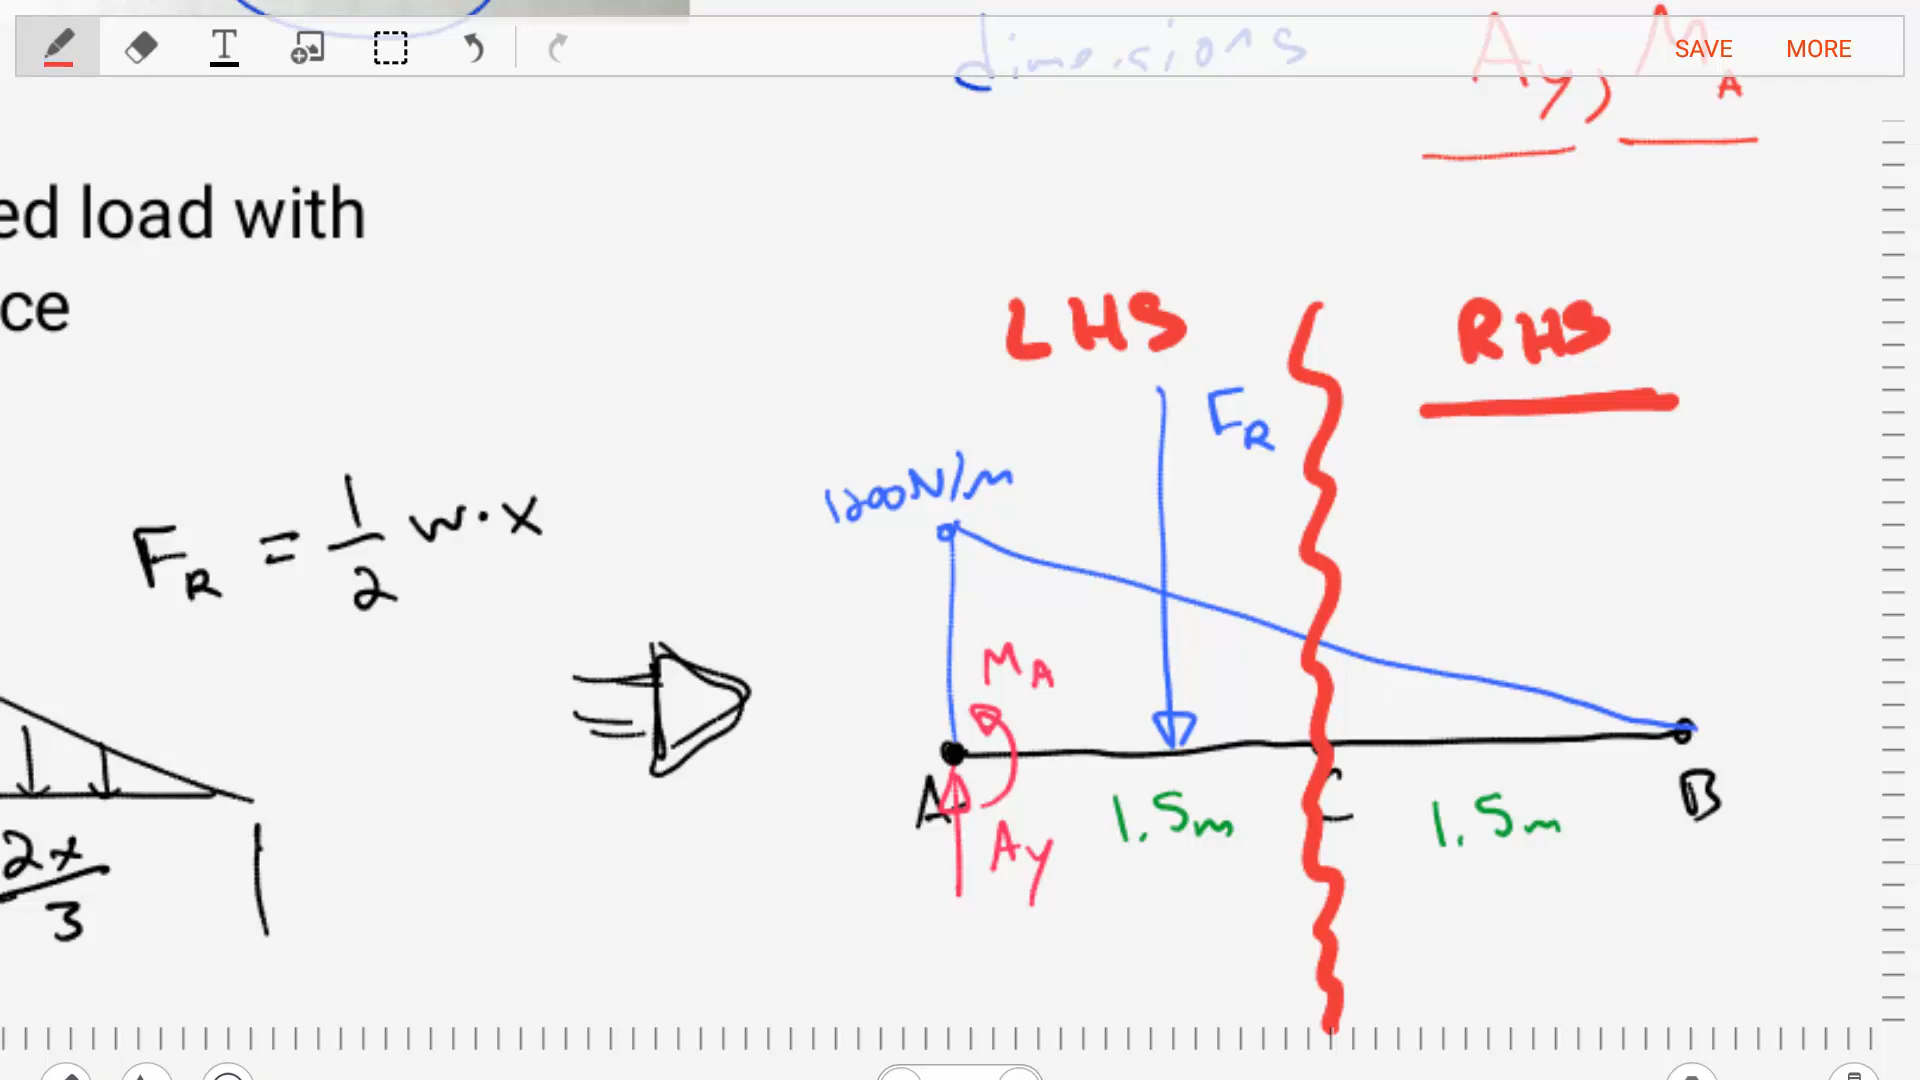 dimensions
Ay, MA
SAVE
MORE
T
ed load with
ce
LHS
RHS
FR
1200N/m
FR = 1/2 w·x
MA
A
Ay
1.5m
C
1.5m
B
2x/3